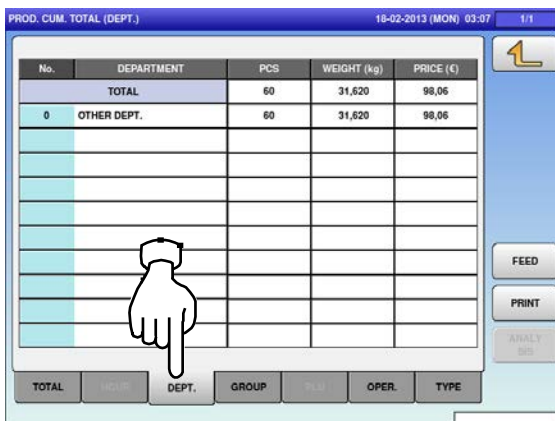 PROD. CUM. TOTAL (DEPT.) 18-02-2013 (MON) 03:07 1/1
No. DEPARTMENT PCS WEIGHT (kg) PRICE (€)
TOTAL 60 31,620 98,06
0 OTHER DEPT. 60 31,620 98,06
FEED
PRINT
ANALY
SIS
TOTAL HOUR DEPT. GROUP PLU OPER. TYPE